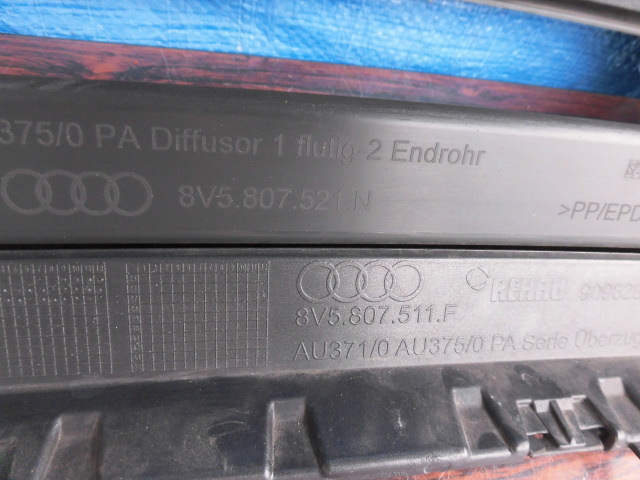 375/0 PA Diffusor 1 flutig-2 Endrohr
8V5.807.521.N
>PP/EPD
8V5.807.511.F
REHAU
AU371/0 AU375/0 PA Serie Überzug